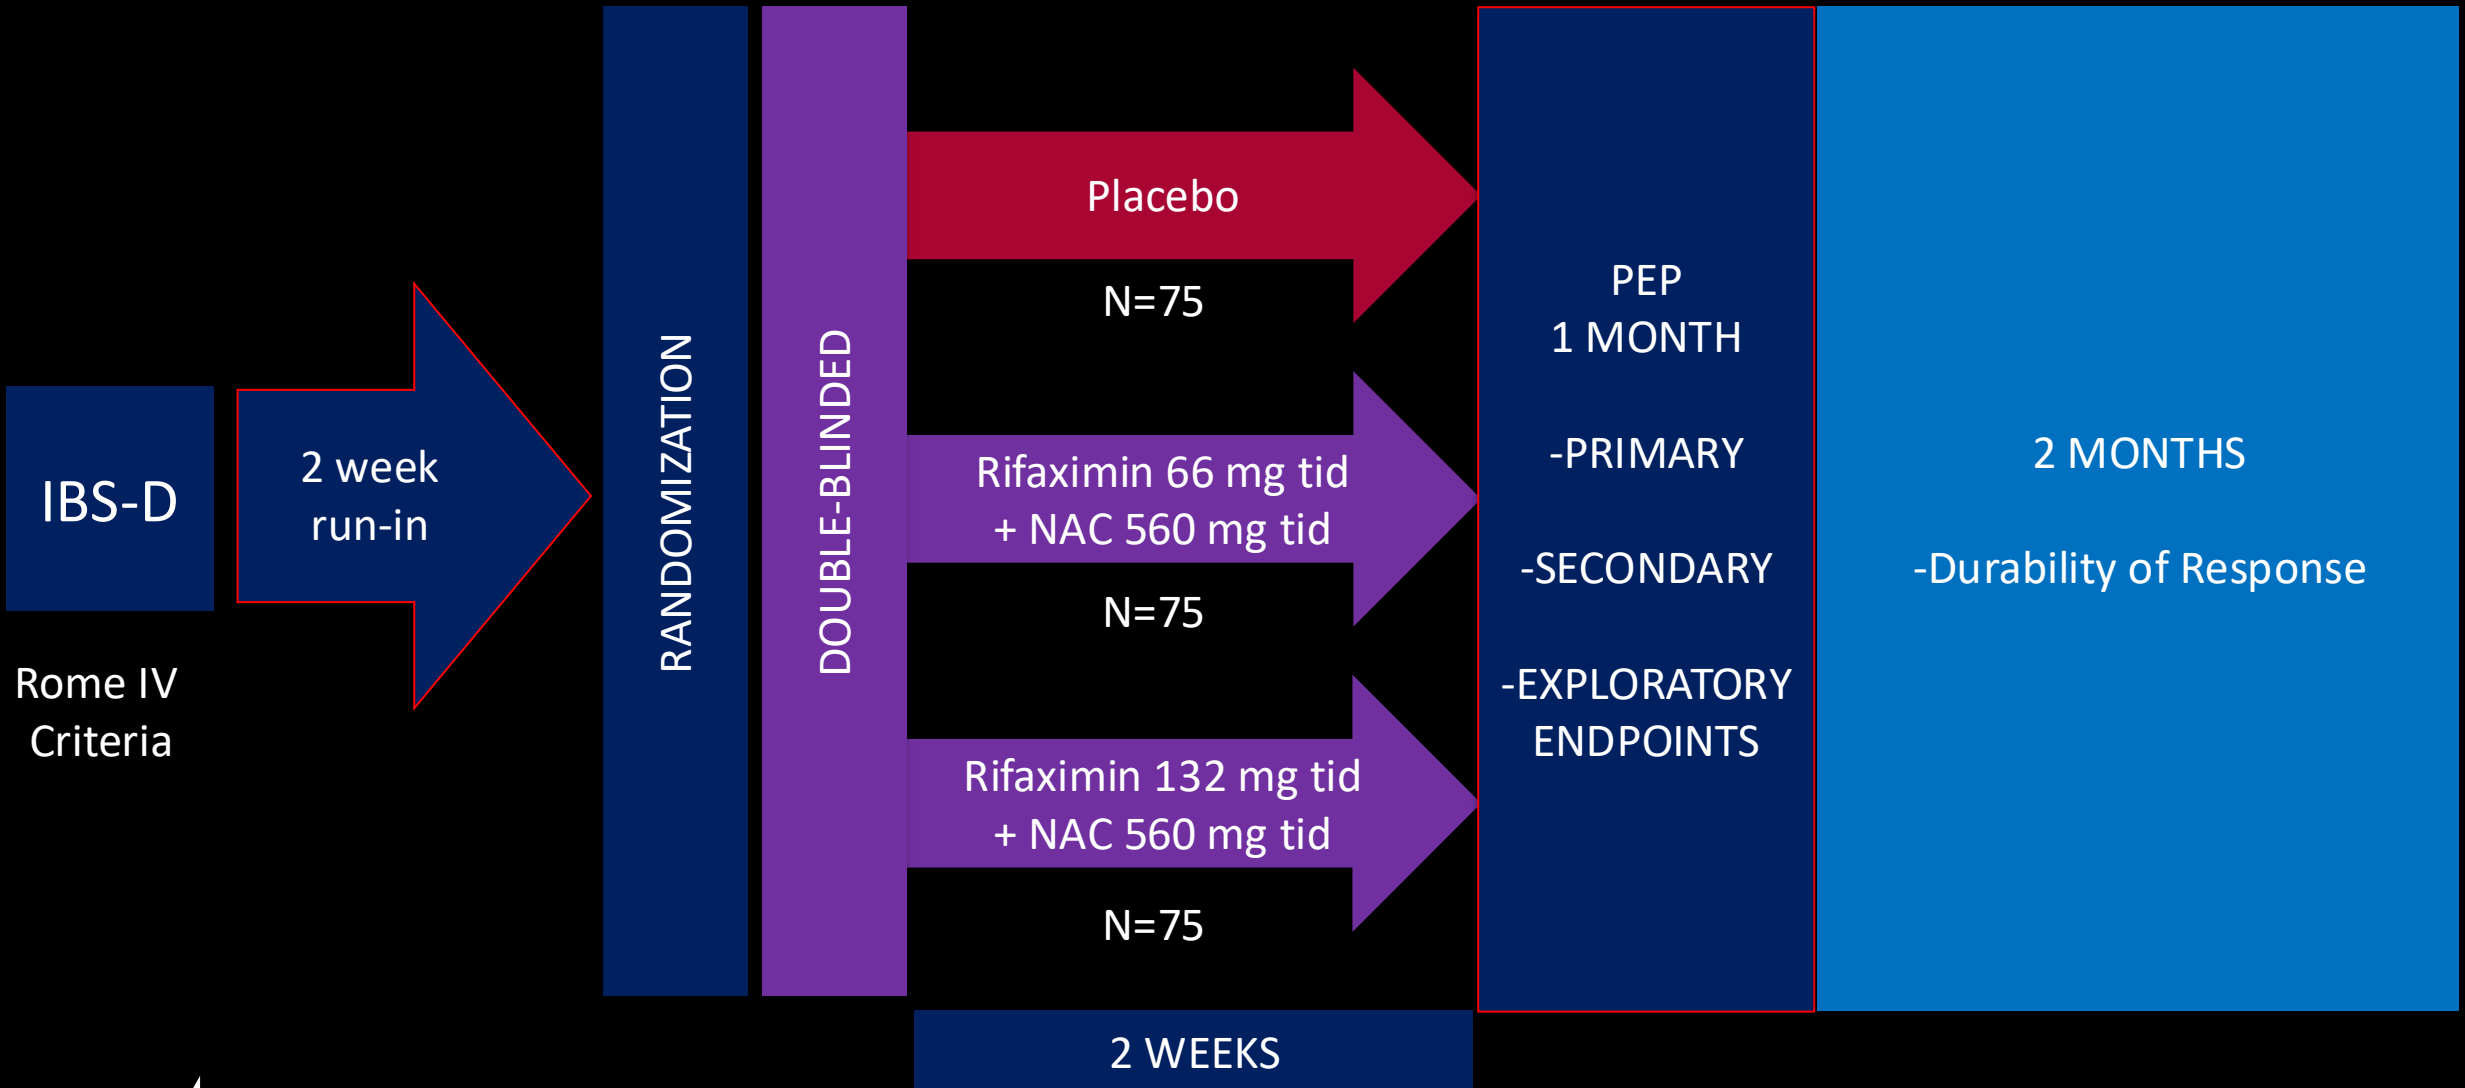 IBS-D
Rome IV
Criteria
2 week
run-in
RANDOMIZATION
DOUBLE-BLINDED
Placebo
N=75
Rifaximin 66 mg tid
+ NAC 560 mg tid
N=75
Rifaximin 132 mg tid
+ NAC 560 mg tid
N=75
2 WEEKS
PEP
1 MONTH
-PRIMARY
-SECONDARY
-EXPLORATORY
ENDPOINTS
2 MONTHS
-Durability of Response